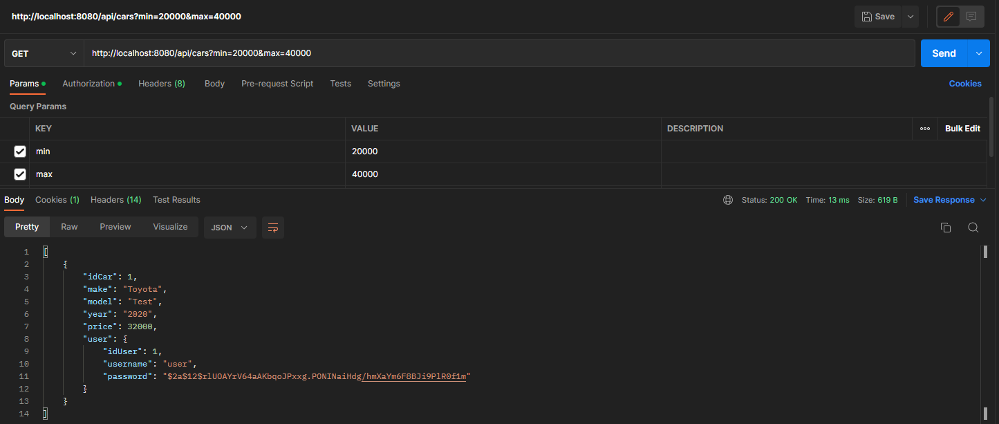 http://localhost:8080/api/cars?min=20000&max=40000 Save
GET http://localhost:8080/api/cars?min=20000&max=40000 Send
Params Authorization Headers (8) Body Pre-request Script Tests Settings Cookies
Query Params
KEY VALUE DESCRIPTION Bulk Edit
min 20000
max 40000
Body Cookies (1) Headers (14) Test Results Status: 200 OK Time: 13 ms Size: 619 B Save Response
Pretty Raw Preview Visualize JSON
1 [
2 {
3 "idCar": 1,
4 "make": "Toyota",
5 "model": "Test",
6 "year": "2020",
7 "price": 32000,
8 "user": {
9 "idUser": 1,
10 "username": "user",
11 "password": "$2a$12$rlUOAYrV64aAKbqoJPxxg.PONINaiHdg/hmXaYm6F8BJi9PlR0f1m"
12 }
13 }
14 ]